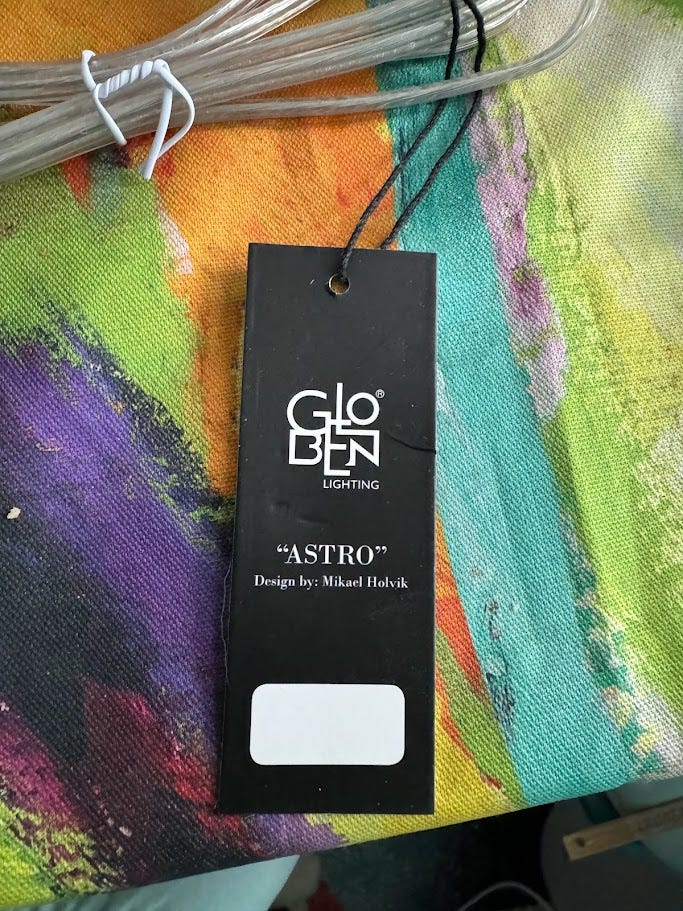 GLO®
BEN
LIGHTING
“ASTRO”
Design by: Mikael Holvik